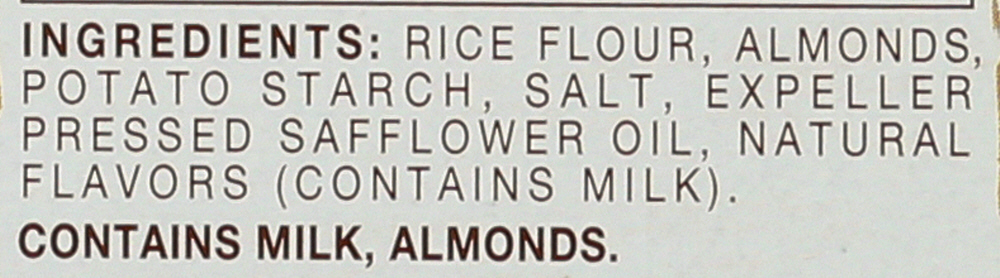 INGREDIENTS: RICE FLOUR, ALMONDS,
POTATO STARCH, SALT, EXPELLER
PRESSED SAFFLOWER OIL, NATURAL
FLAVORS (CONTAINS MILK).
CONTAINS MILK, ALMONDS.